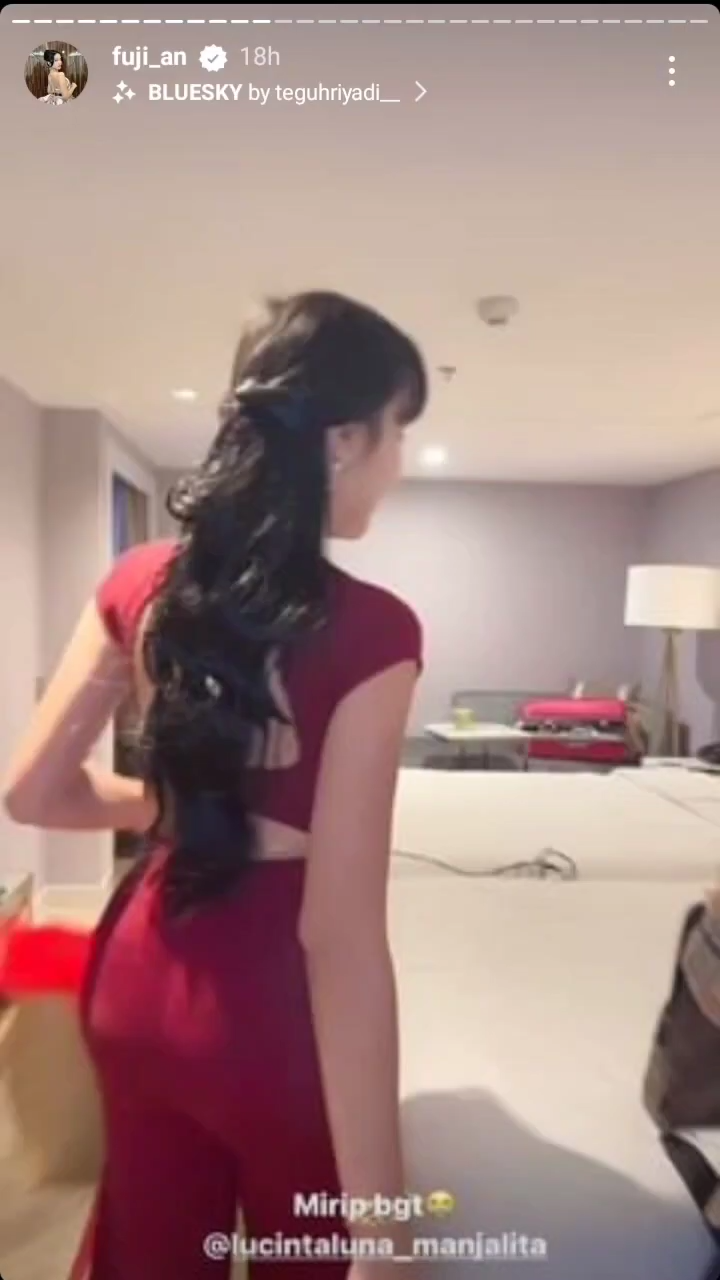 fuji_an 18h
BLUESKY by teguhriyadi__
Mirip bgt😂
@lucintaluna_manjalita